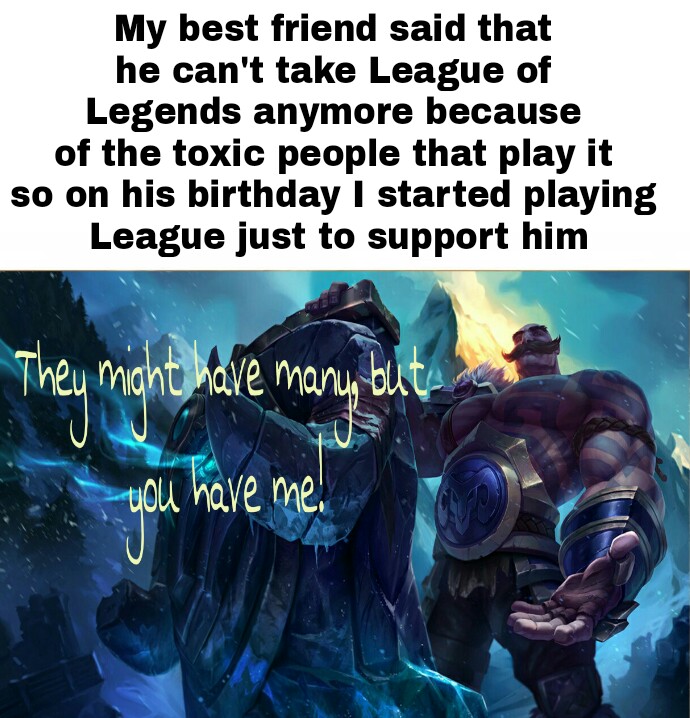 My best friend said that
he can't take League of
Legends anymore because
of the toxic people that play it
so on his birthday I started playing
League just to support him
They might have many, but
you have me!